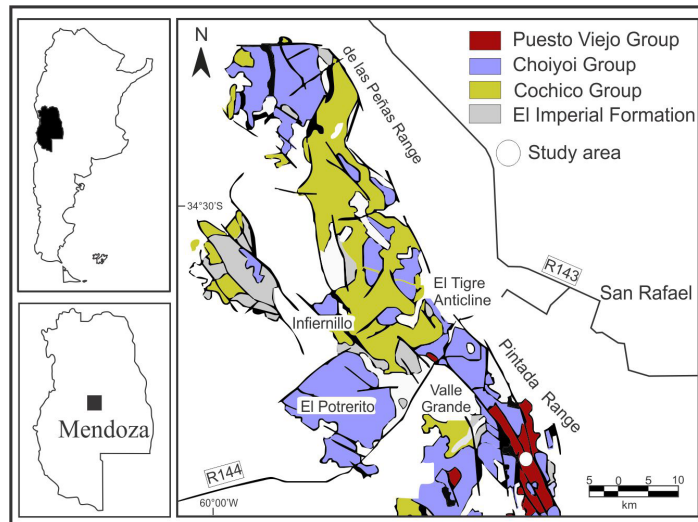 Mendoza
N
de las Peñas Range
Puesto Viejo Group
Choiyoi Group
Cochico Group
El Imperial Formation
Study area
34°30'S
R143
San Rafael
El Tigre
Anticline
Infiernillo
Pintada Range
El Potrerito
Valle
Grande
R144
60°00'W
5 0 5 10
km